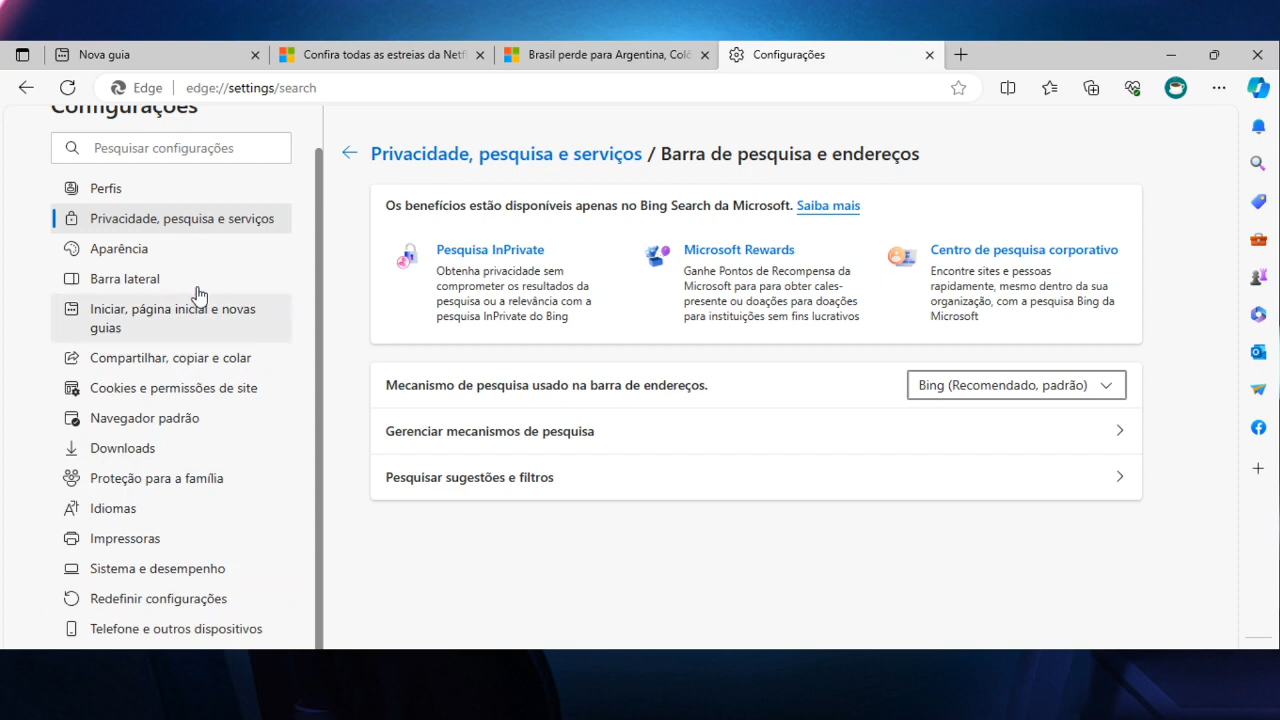 Nova guia
Confira todas as estreias da Netfl
Brasil perde para Argentina, Colô
Configurações
Edge
edge://settings/search
Configurações
Pesquisar configurações
Perfis
Privacidade, pesquisa e serviços
Aparência
Barra lateral
Iniciar, página inicial e novas
guias
Compartilhar, copiar e colar
Cookies e permissões de site
Navegador padrão
Downloads
Proteção para a família
Idiomas
Impressoras
Sistema e desempenho
Redefinir configurações
Telefone e outros dispositivos
Privacidade, pesquisa e serviços / Barra de pesquisa e endereços
Os benefícios estão disponíveis apenas no Bing Search da Microsoft. Saiba mais
Pesquisa InPrivate
Obtenha privacidade sem
comprometer os resultados da
pesquisa ou a relevância com a
pesquisa InPrivate do Bing
Microsoft Rewards
Ganhe Pontos de Recompensa da
Microsoft para para obter cales-
presente ou doações para doações
para instituições sem fins lucrativos
Centro de pesquisa corporativo
Encontre sites e pessoas
rapidamente, mesmo dentro da sua
organização, com a pesquisa Bing da
Microsoft
Mecanismo de pesquisa usado na barra de endereços.
Bing (Recomendado, padrão)
Gerenciar mecanismos de pesquisa
Pesquisar sugestões e filtros